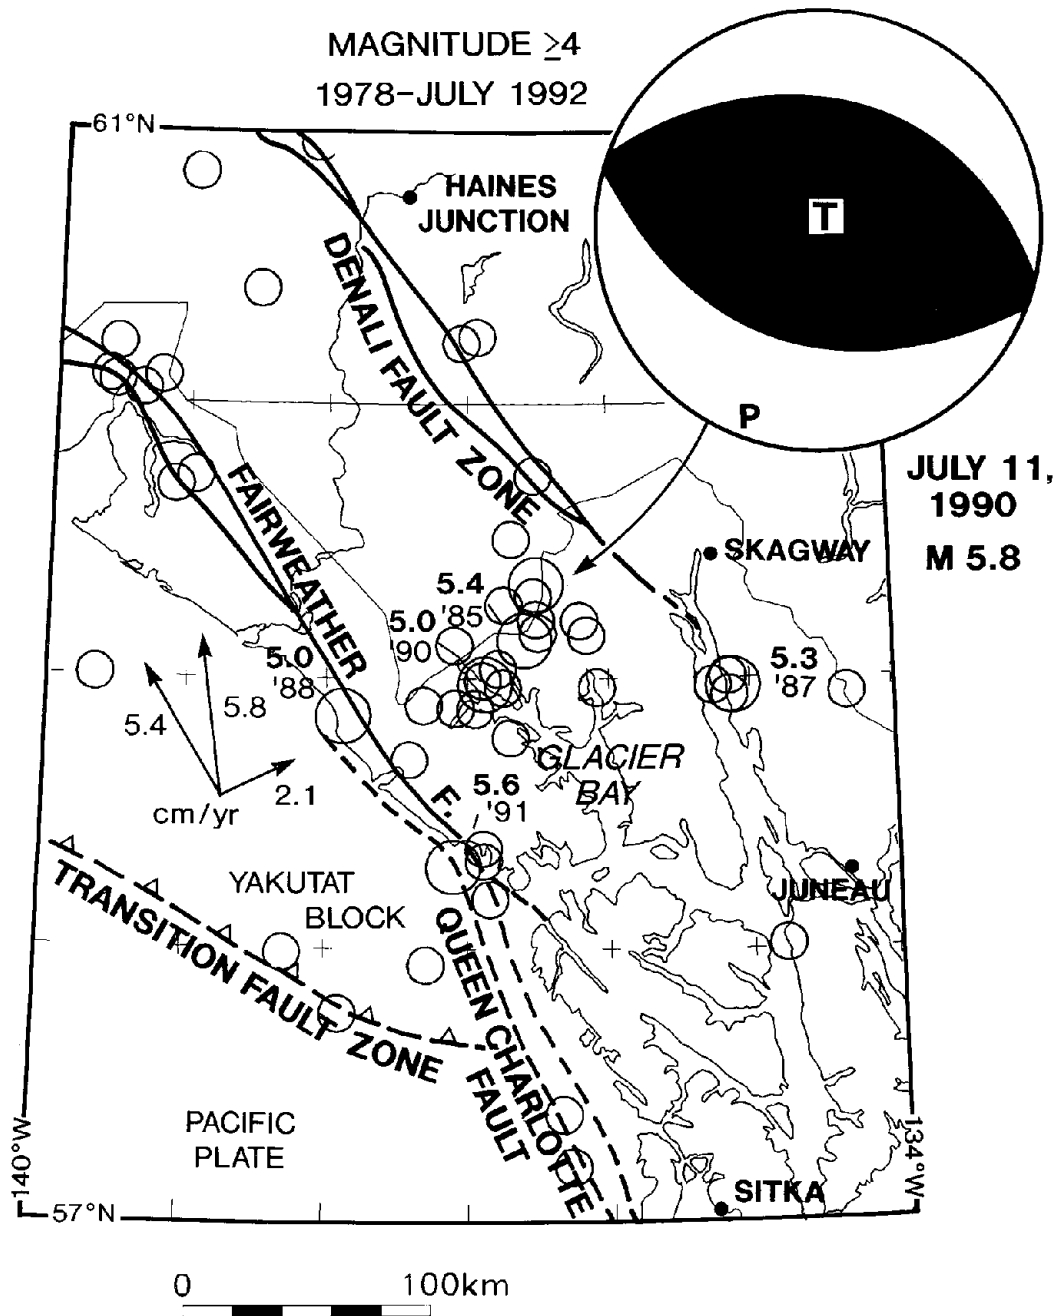 MAGNITUDE ≥4
1978-JULY 1992
61°N
HAINES
JUNCTION
T
P
DENALI FAULT ZONE
JULY 11,
1990
M 5.8
FAIRWEATHER
F.
SKAGWAY
5.4
'85
5.0
'90
5.0
'88
5.3
'87
5.4
5.8
2.1
cm/yr
GLACIER
BAY
5.6
'91
YAKUTAT
BLOCK
JUNEAU
TRANSITION FAULT ZONE
QUEEN CHARLOTTE
FAULT
PACIFIC
PLATE
SITKA
140°W
134°W
57°N
0 100km